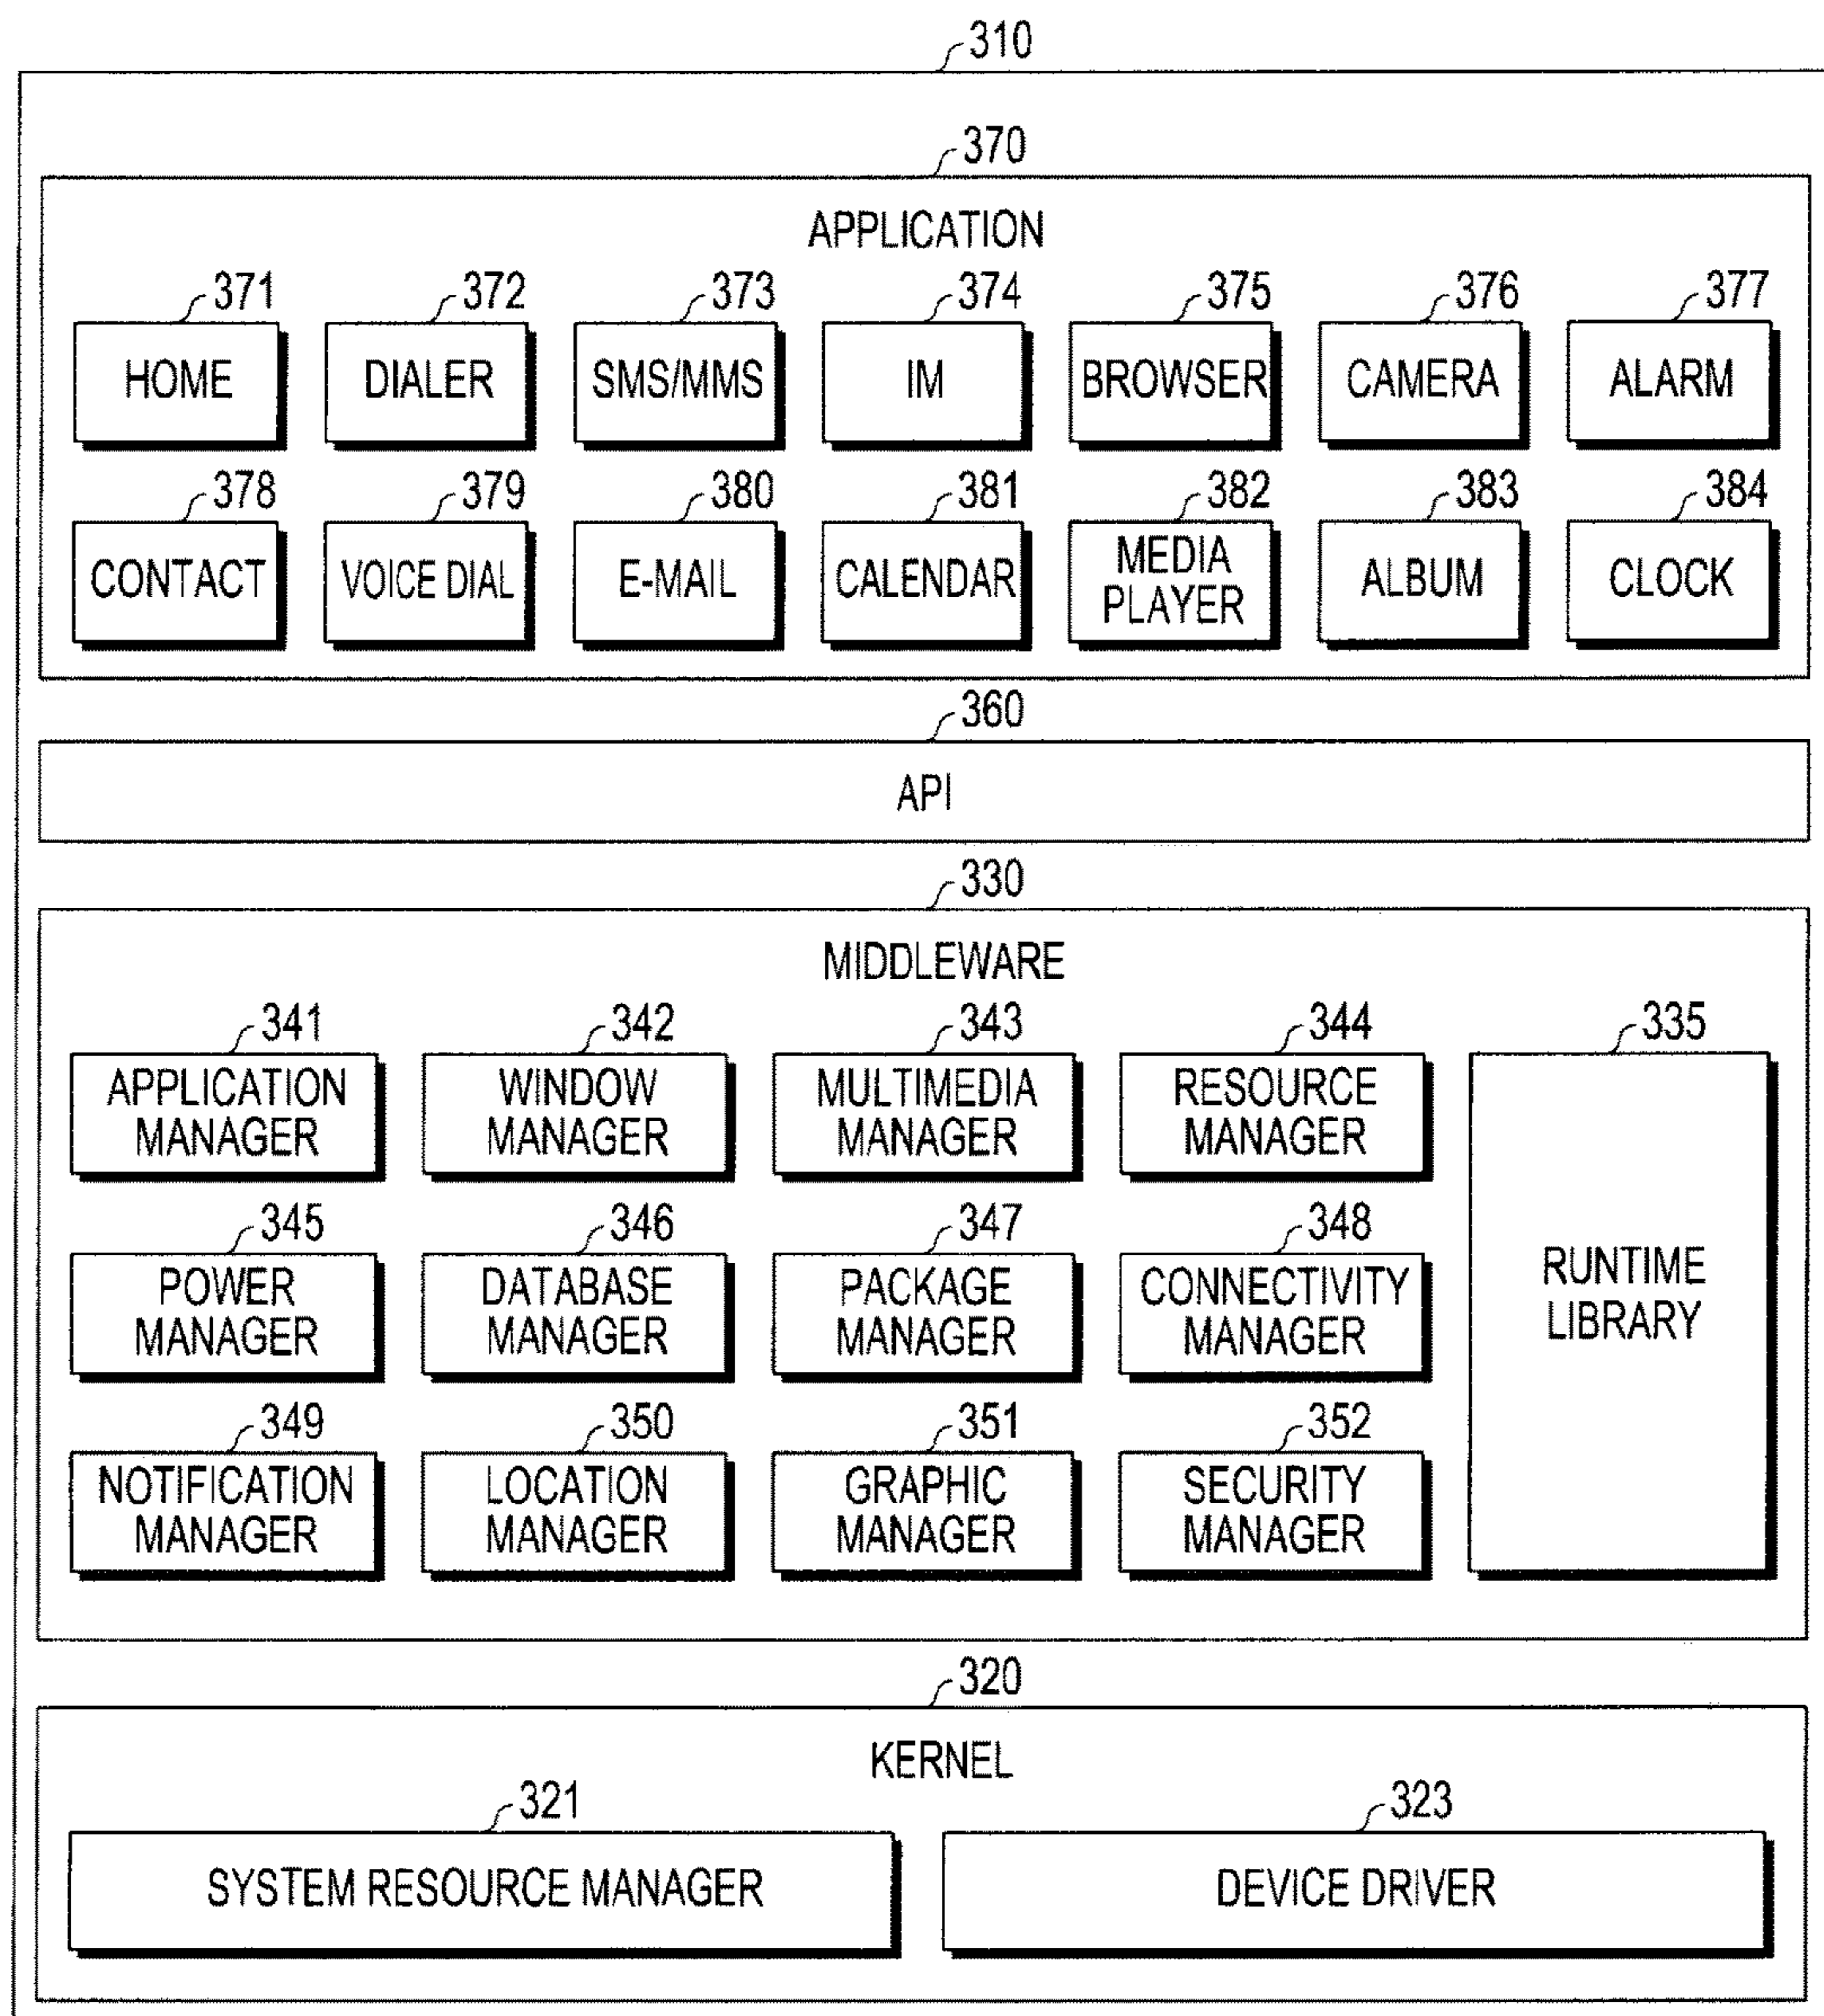 310
370
APPLICATION
371 372 373 374 375 376 377
HOME DIALER SMS/MMS IM BROWSER CAMERA ALARM
378 379 380 381 382 383 384
CONTACT VOICE DIAL E-MAIL CALENDAR MEDIA PLAYER ALBUM CLOCK
360
API
330
MIDDLEWARE
341 342 343 344 335
APPLICATION MANAGER WINDOW MANAGER MULTIMEDIA MANAGER RESOURCE MANAGER
345 346 347 348
POWER MANAGER DATABASE MANAGER PACKAGE MANAGER CONNECTIVITY MANAGER RUNTIME LIBRARY
349 350 351 352
NOTIFICATION MANAGER LOCATION MANAGER GRAPHIC MANAGER SECURITY MANAGER
320
KERNEL
321 323
SYSTEM RESOURCE MANAGER DEVICE DRIVER